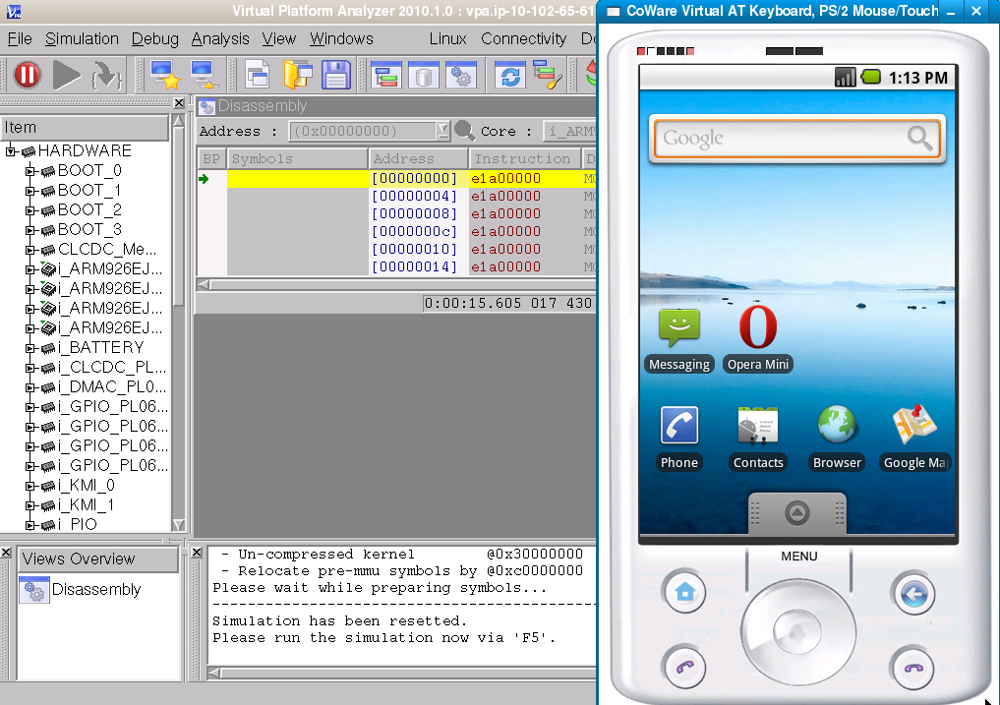 Virtual Platform Analyzer 2010.1.0 : vpa.ip-10-102-65-61
File Simulation Debug Analysis View Windows Linux Connectivity
Item
HARDWARE
BOOT_0
BOOT_1
BOOT_2
BOOT_3
CLCDC_Me...
i_ARM926EJ...
i_ARM926EJ...
i_ARM926EJ...
i_ARM926EJ...
i_BATTERY
i_CLCDC_PL...
i_DMAC_PL0...
i_GPIO_PL06...
i_GPIO_PL06...
i_GPIO_PL06...
i_GPIO_PL06...
i_KMI_0
i_KMI_1
i_PIO
Views Overview
Disassembly
Disassembly
Address : (0x00000000) Core : i_ARM
BP Symbols Address Instruction
[00000000] e1a00000
[00000004] e1a00000
[00000008] e1a00000
[0000000c] e1a00000
[00000010] e1a00000
[00000014] e1a00000
0:00:15.605 017 430
- Un-compressed kernel @0x30000000
- Relocate pre-mmu symbols by @0xc0000000
Please wait while preparing symbols...
Simulation has been resetted.
Please run the simulation now via 'F5'.
CoWare Virtual AT Keyboard, PS/2 Mouse/Touch
1:13 PM
Google
Messaging Opera Mini
Phone Contacts Browser Google Ma
MENU